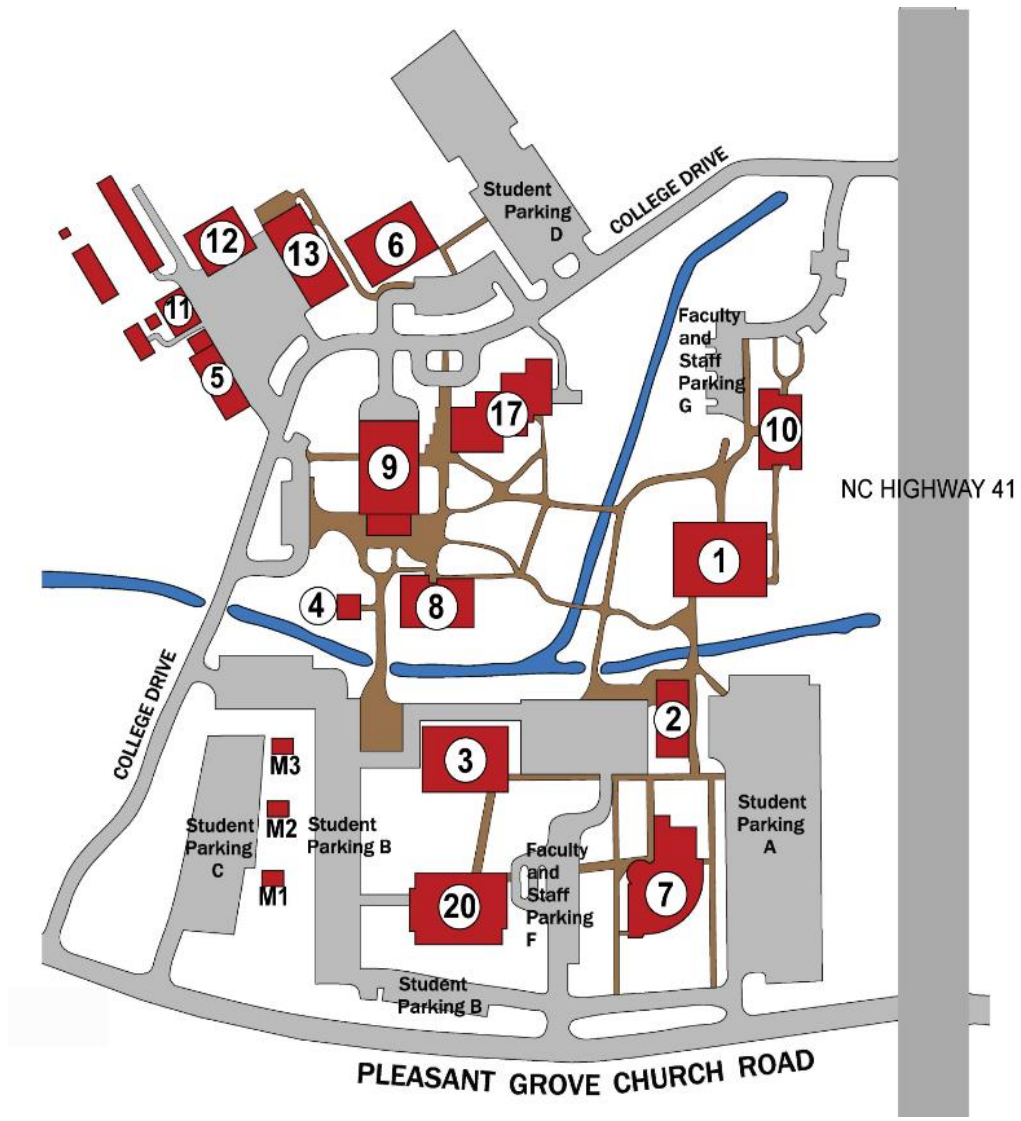 Student
Parking
D
COLLEGE DRIVE
12
13
6
11
5
Faculty
and
Staff
Parking
G
17
10
9
NC HIGHWAY 41
1
4
8
COLLEGE DRIVE
2
3
M3
M2
M1
Student
Parking
C
Student
Parking B
Student
Parking
A
Faculty
and
Staff
Parking
F
7
20
Student
Parking B
PLEASANT GROVE CHURCH ROAD